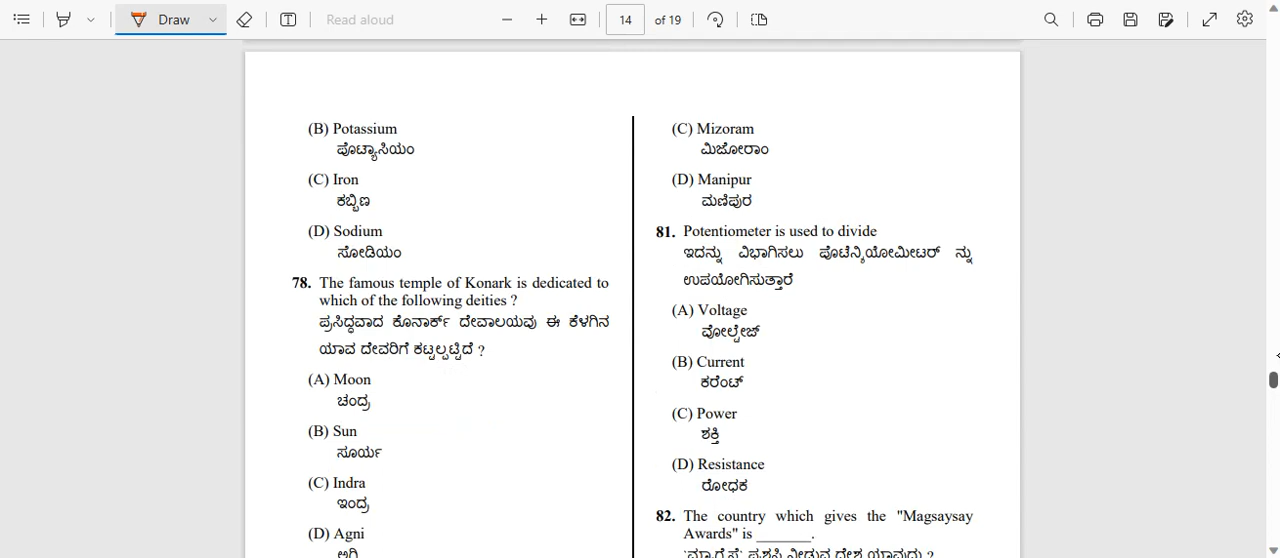 Draw
Read aloud
14
of 19
(B) Potassium
ಪೊಟ್ಯಾಸಿಯಂ
(C) Iron
ಕಬ್ಬಿಣ
(D) Sodium
ಸೋಡಿಯಂ
78. The famous temple of Konark is dedicated to
which of the following deities ?
ಪ್ರಸಿದ್ಧವಾದ ಕೊನಾರ್ಕ್ ದೇವಾಲಯವು ಈ ಕೆಳಗಿನ
ಯಾವ ದೇವರಿಗೆ ಕಟ್ಟಲ್ಪಟ್ಟಿದೆ ?
(A) Moon
ಚಂದ್ರ
(B) Sun
ಸೂರ್ಯ
(C) Indra
ಇಂದ್ರ
(D) Agni
ಅಗ್ನಿ
(C) Mizoram
ಮಿಜೋರಾಂ
(D) Manipur
ಮಣಿಪುರ
81. Potentiometer is used to divide
ಇದನ್ನು ವಿಭಾಗಿಸಲು ಪೊಟೆನ್ಶಿಯೋಮೀಟರ್ ನ್ನು
ಉಪಯೋಗಿಸುತ್ತಾರೆ
(A) Voltage
ವೋಲ್ಟೇಜ್
(B) Current
ಕರೆಂಟ್
(C) Power
ಶಕ್ತಿ
(D) Resistance
ರೋಧಕ
82. The country which gives the "Magsaysay
Awards" is _______.
ಪ್ರಶಸ್ತಿ ನೀಡುವ ದೇಶ ಯಾವುದು ?